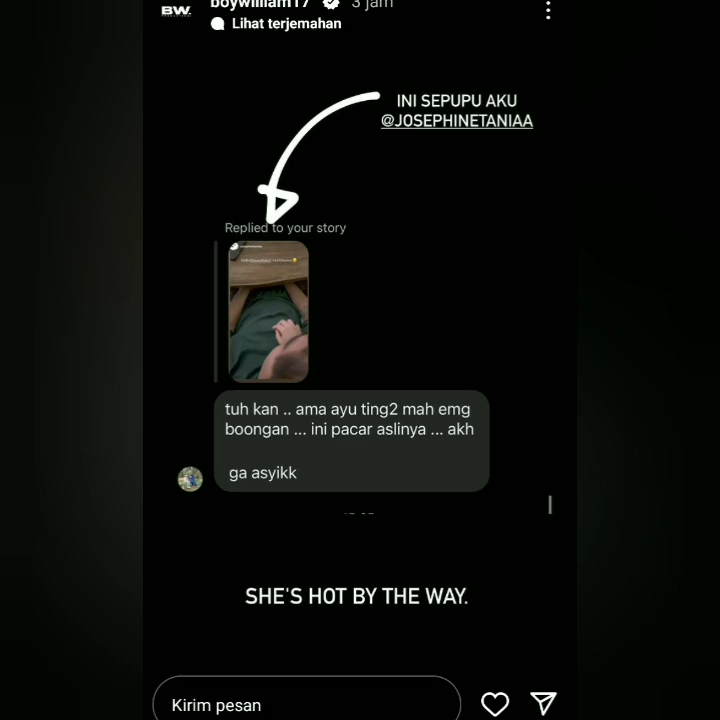 BW.
boywilliam17 3 jam
Lihat terjemahan
INI SEPUPU AKU
@JOSEPHINETANIAA
Replied to your story
tuh kan .. ama ayu ting2 mah emg
boongan ... ini pacar aslinya ... akh
ga asyikk
SHE'S HOT BY THE WAY.
Kirim pesan